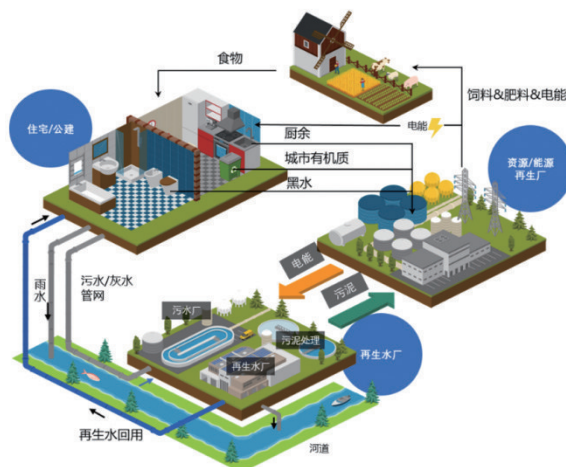 食物
饲料&肥料&电能
住宅/公建
厨余
电能
城市有机质
黑水
资源/能源
再生厂
电能
污泥
雨
水
污水/灰水
管网
污水厂
污泥处理
再生水厂
再生水厂
再生水回用
河道